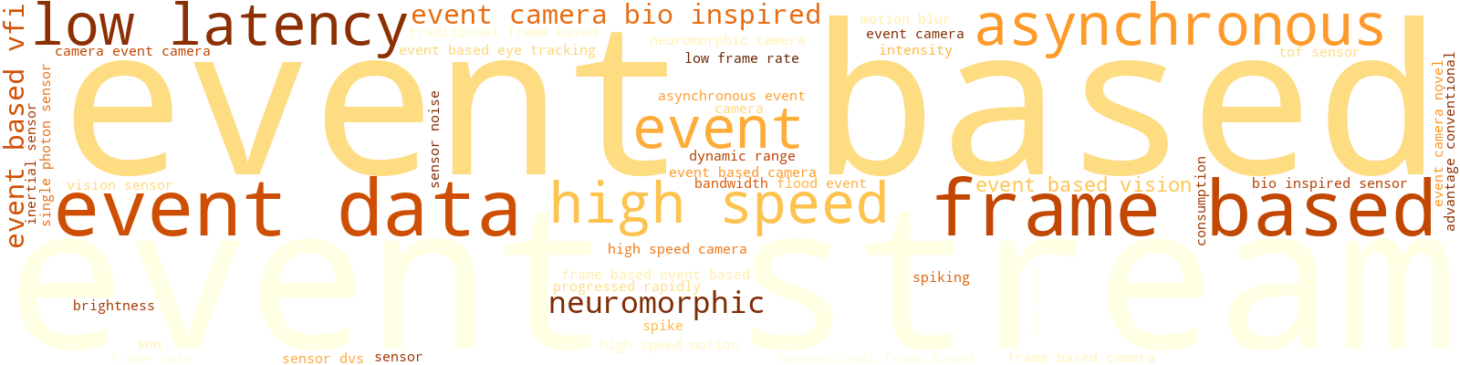 event based vfi
low latency
event camera bio inspired
asynchronous
traditional frame based
motion blur
event camera
neuromorphic camera
camera event camera
event based eye tracking
low frame rate
intensity
tof sensor
event based
inertial sensor
single photon sensor
sensor noise
asynchronous event
camera
event
dynamic range
event based camera
event camera novel
advantage conventional
vision sensor
bandwidth
flood event
event based vision
bio inspired sensor
consumption
event data
high speed
frame based
high speed camera
event stream
frame based event based
progressed rapidly
spiking
brightness
neuromorphic
spike
snn
high speed motion
frame rate
sensor dvs
sensor
conventional frame based
frame based camera